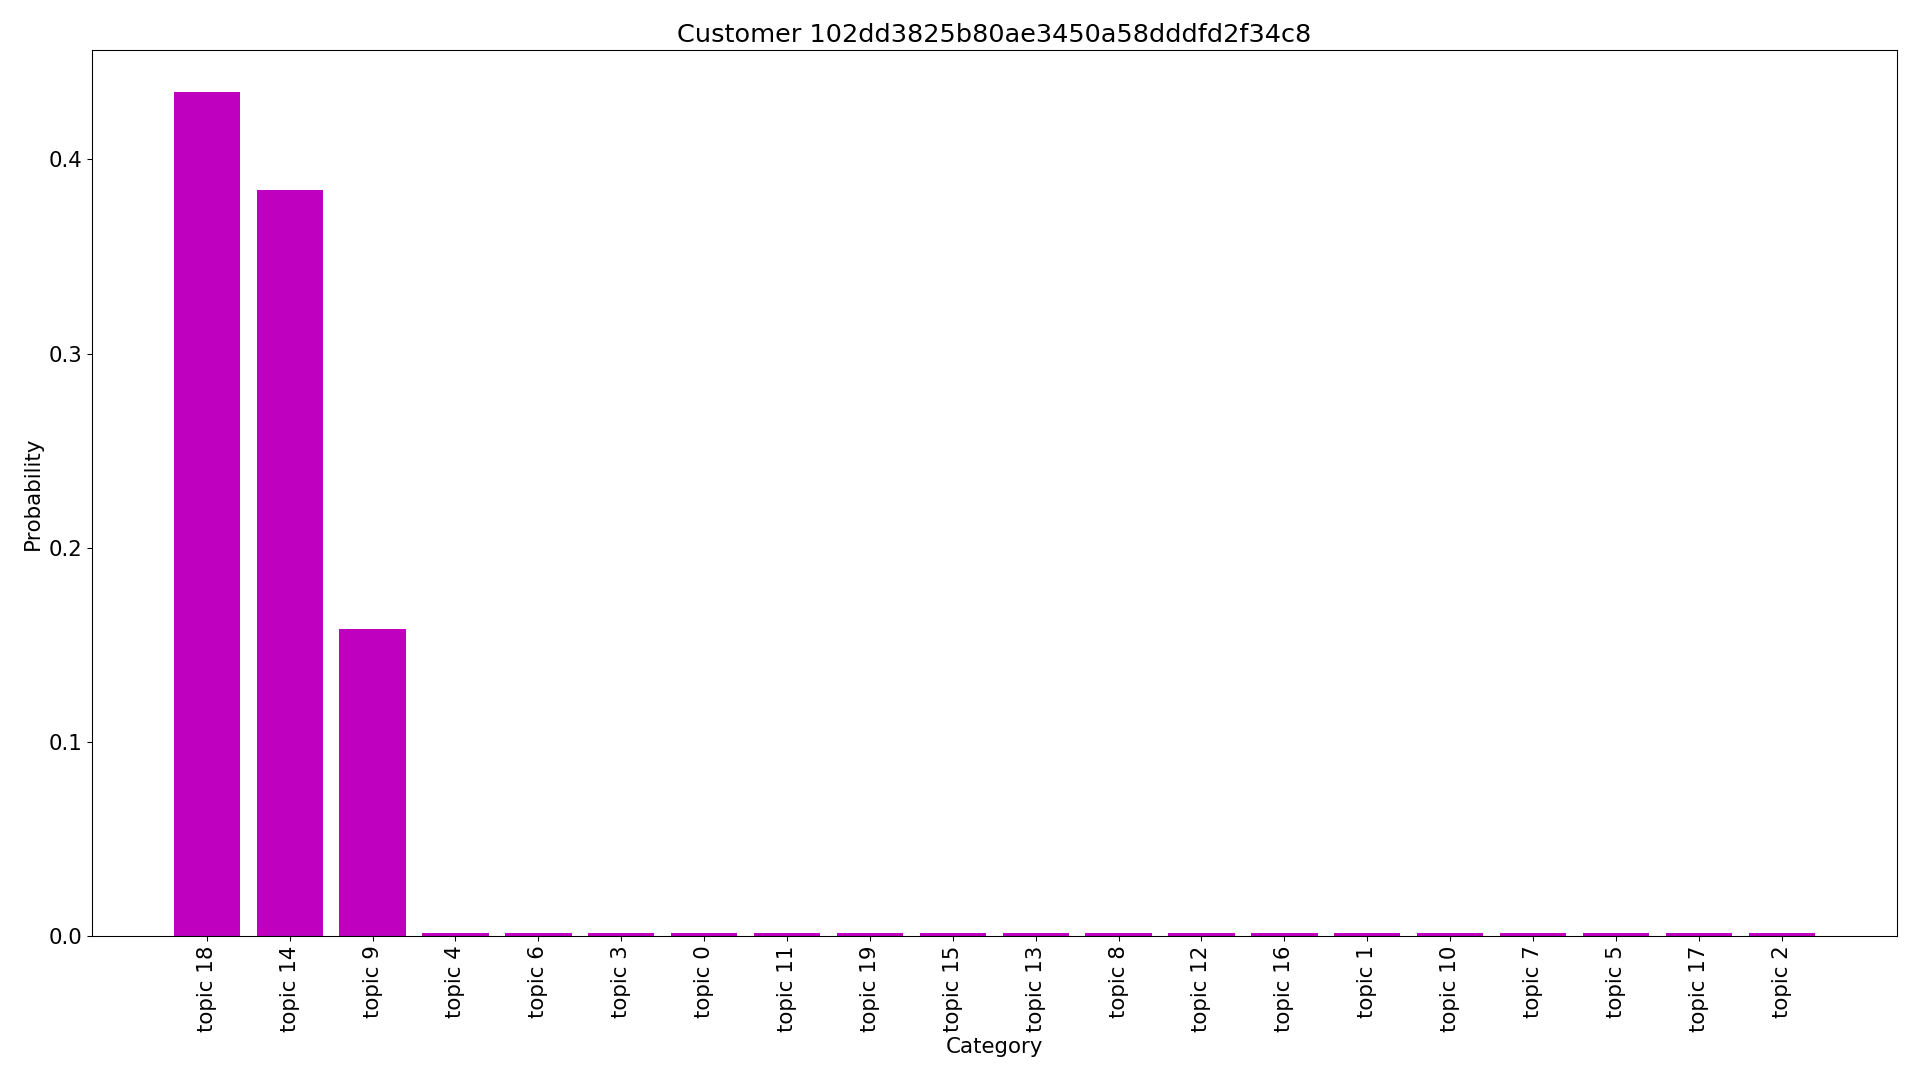 Customer 102dd3825b80ae3450a58dddfd2f34c8
Probability
0.4
0.3
0.2
0.1
0.0
topic 18
topic 14
topic 9
topic 4
topic 6
topic 3
topic 0
topic 11
topic 19
topic 15
topic 13
topic 8
topic 12
topic 16
topic 1
topic 10
topic 7
topic 5
topic 17
topic 2
Category